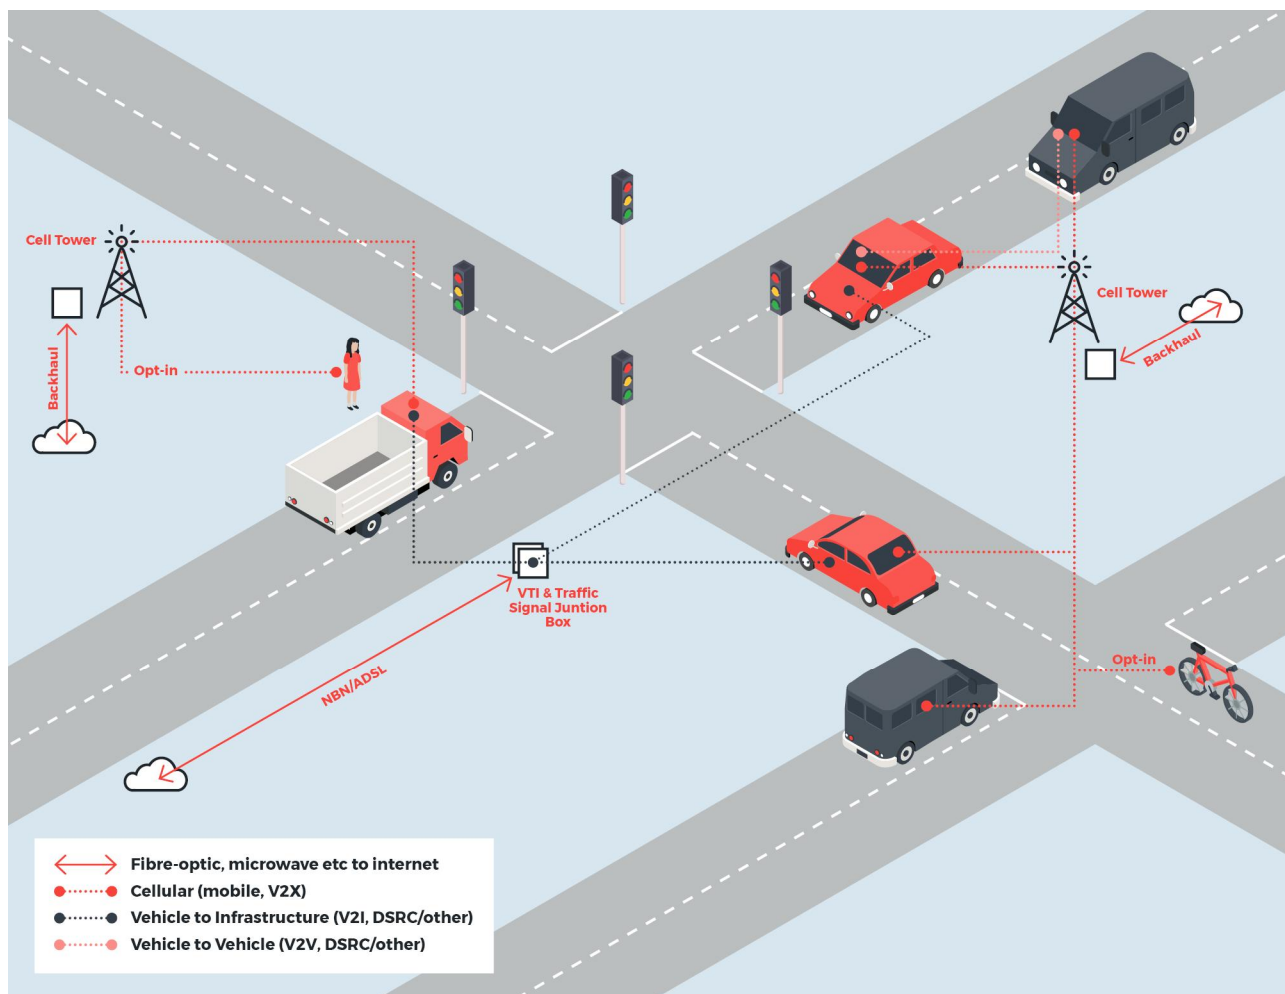 Cell Tower
Backhaul
Opt-in
Cell Tower
Backhaul
VTI & Traffic
Signal Juntion
Box
NBN/ADSL
Opt-in
Fibre-optic, microwave etc to internet
Cellular (mobile, V2X)
Vehicle to Infrastructure (V2I, DSRC/other)
Vehicle to Vehicle (V2V, DSRC/other)